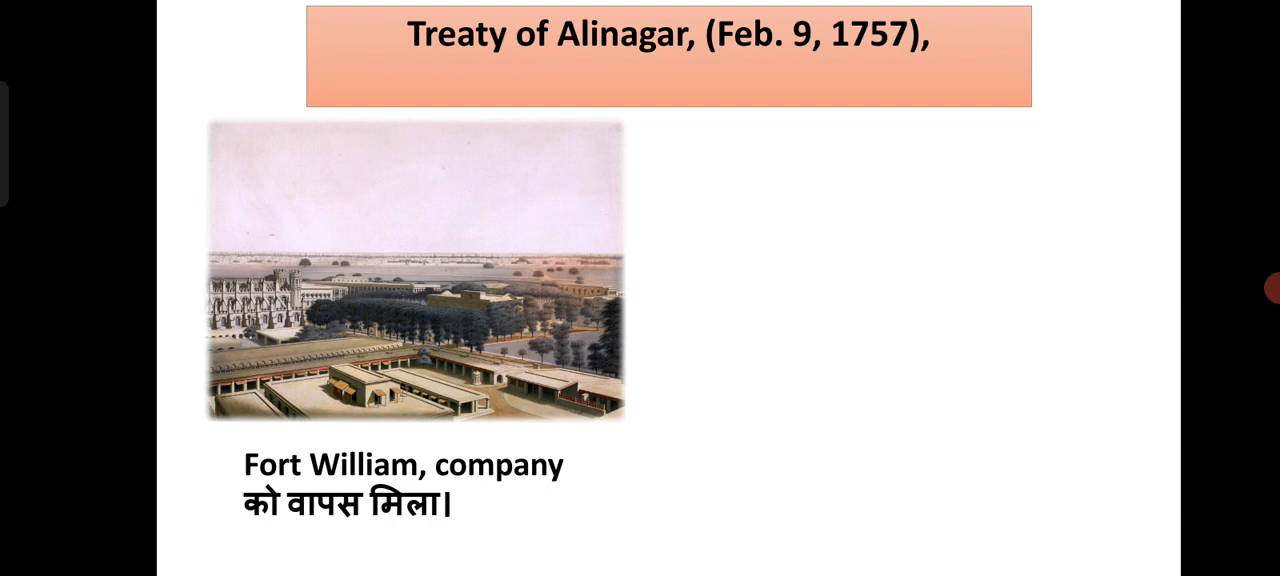 Treaty of Alinagar, (Feb. 9, 1757),
Fort William, company
को वापस मिला।